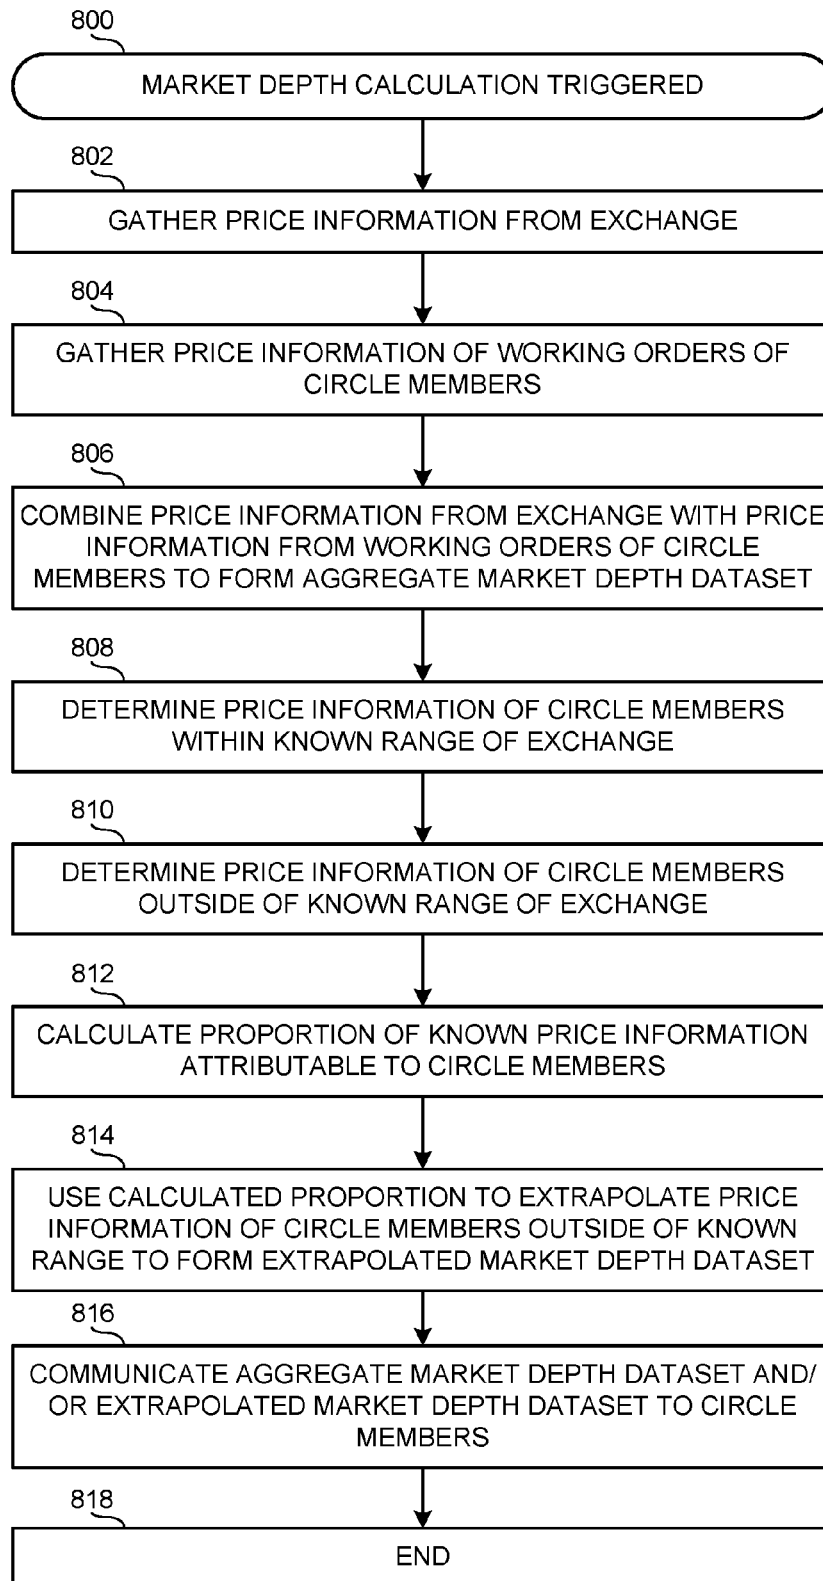 800
MARKET DEPTH CALCULATION TRIGGERED
802
GATHER PRICE INFORMATION FROM EXCHANGE
804
GATHER PRICE INFORMATION OF WORKING ORDERS OF
CIRCLE MEMBERS
806
COMBINE PRICE INFORMATION FROM EXCHANGE WITH PRICE
INFORMATION FROM WORKING ORDERS OF CIRCLE
MEMBERS TO FORM AGGREGATE MARKET DEPTH DATASET
808
DETERMINE PRICE INFORMATION OF CIRCLE MEMBERS
WITHIN KNOWN RANGE OF EXCHANGE
810
DETERMINE PRICE INFORMATION OF CIRCLE MEMBERS
OUTSIDE OF KNOWN RANGE OF EXCHANGE
812
CALCULATE PROPORTION OF KNOWN PRICE INFORMATION
ATTRIBUTABLE TO CIRCLE MEMBERS
814
USE CALCULATED PROPORTION TO EXTRAPOLATE PRICE
INFORMATION OF CIRCLE MEMBERS OUTSIDE OF KNOWN
RANGE TO FORM EXTRAPOLATED MARKET DEPTH DATASET
816
COMMUNICATE AGGREGATE MARKET DEPTH DATASET AND/
OR EXTRAPOLATED MARKET DEPTH DATASET TO CIRCLE
MEMBERS
818
END